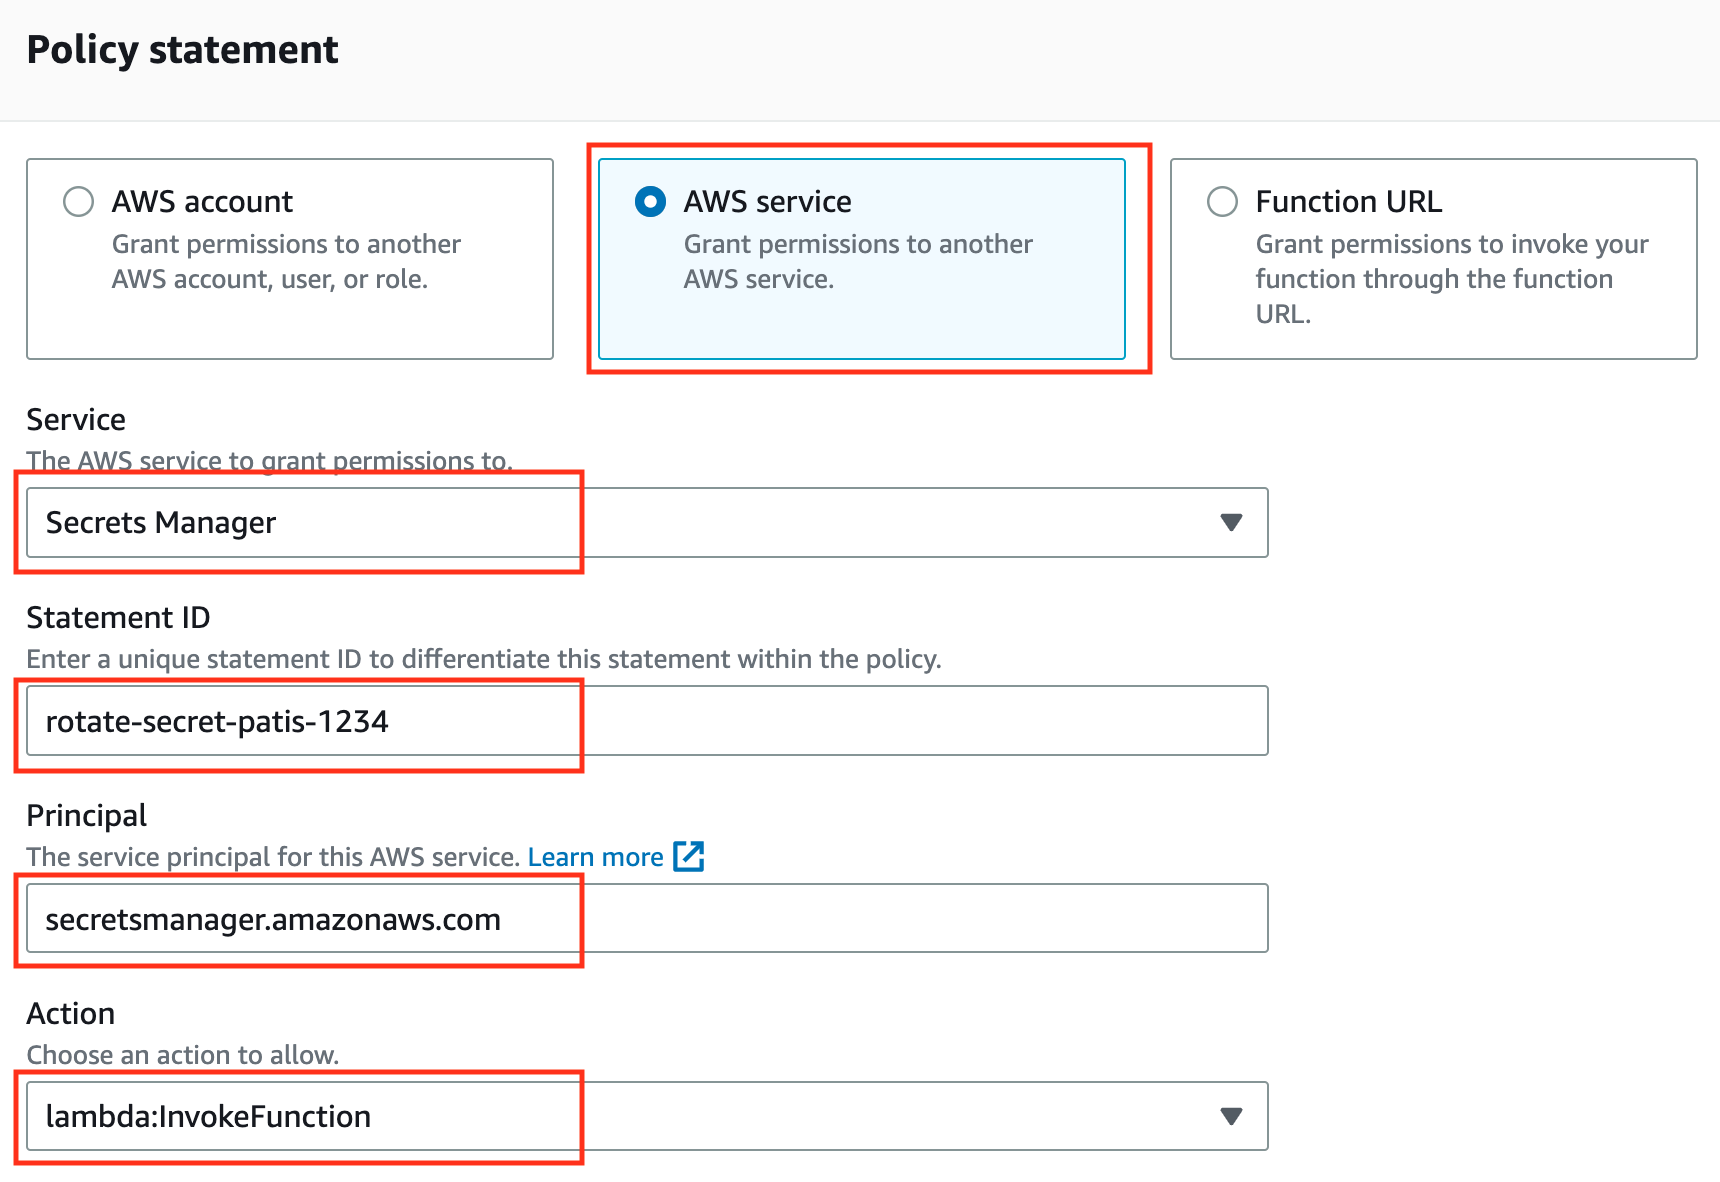 Policy statement
AWS account
Grant permissions to another
AWS account, user, or role.
AWS service
Grant permissions to another
AWS service.
Function URL
Grant permissions to invoke your
function through the function
URL.
Service
The AWS service to grant permissions to.
Secrets Manager
Statement ID
Enter a unique statement ID to differentiate this statement within the policy.
rotate-secret-patis-1234
Principal
The service principal for this AWS service. Learn more
secretsmanager.amazonaws.com
Action
Choose an action to allow.
lambda:InvokeFunction